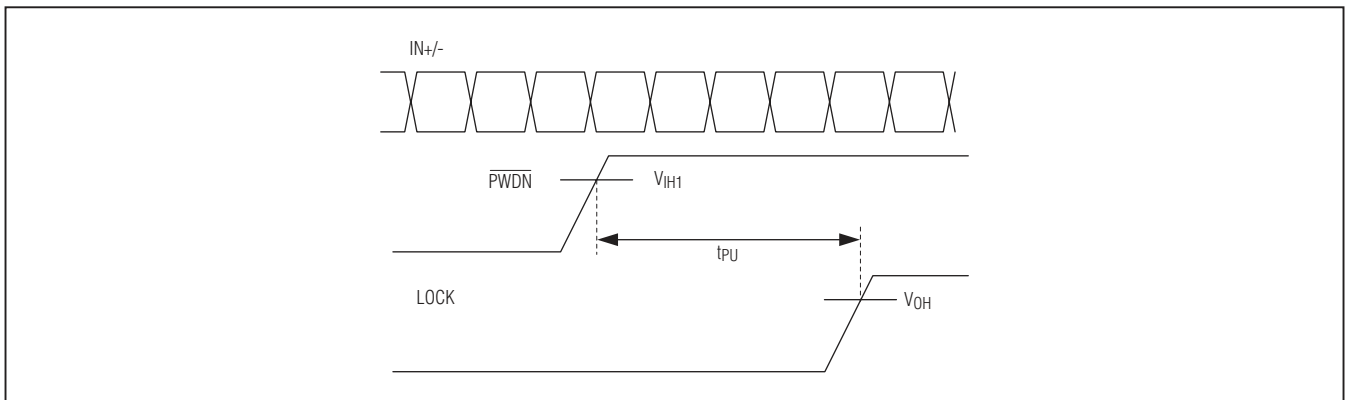 IN+/-
PWDN VIH1
tPU
LOCK
VOH